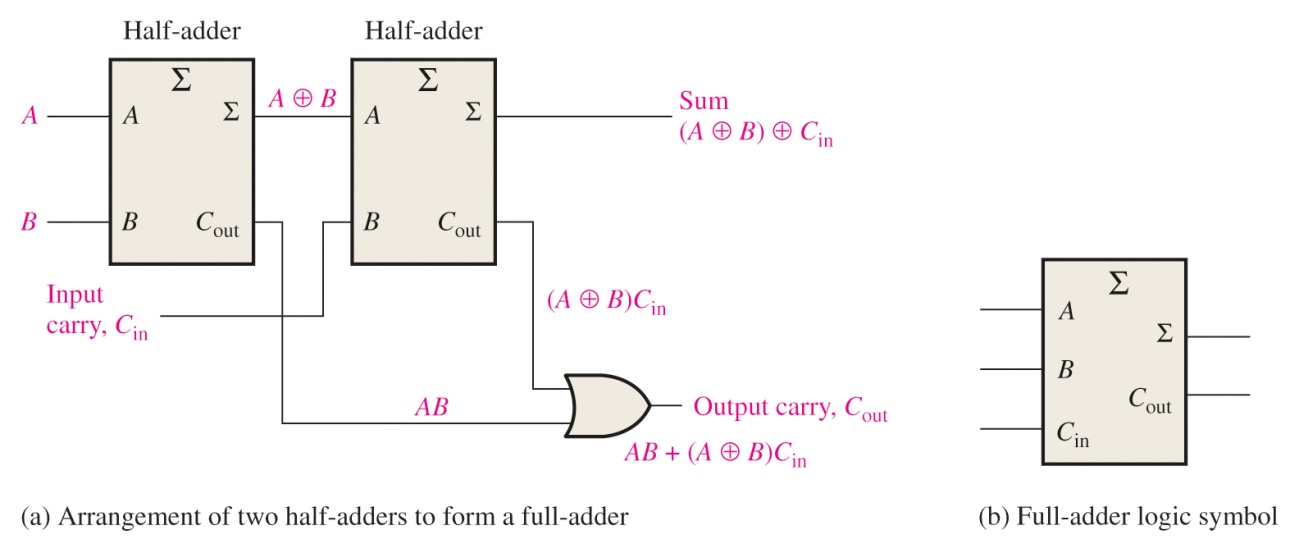 Half-adder
Half-adder
Σ
Σ
A
A
Σ
A ⊕ B
A
Σ
Sum
(A ⊕ B) ⊕ Cin
B
B
Cout
B
Cout
Input
carry, Cin
(A ⊕ B)Cin
AB
Output carry, Cout
AB + (A ⊕ B)Cin
Σ
A
Σ
B
Cout
Cin
(a) Arrangement of two half-adders to form a full-adder
(b) Full-adder logic symbol